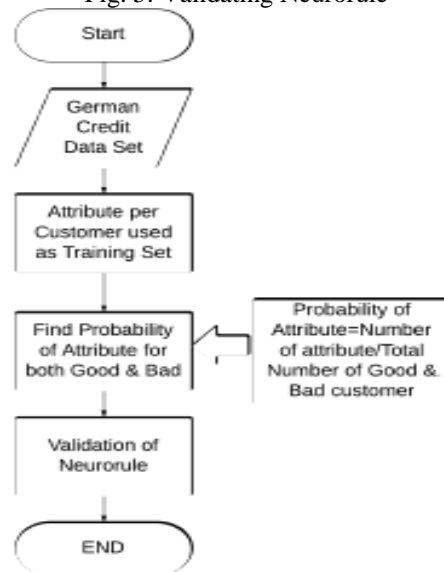 Fig. 3. Validating Neurorule
Start
German
Credit
Data Set
Attribute per
Customer used
as Training Set
Find Probability
of Attribute for
both Good & Bad
Probability of
Attribute=Number
of attribute/Total
Number of Good &
Bad customer
Validation of
Neurorule
END